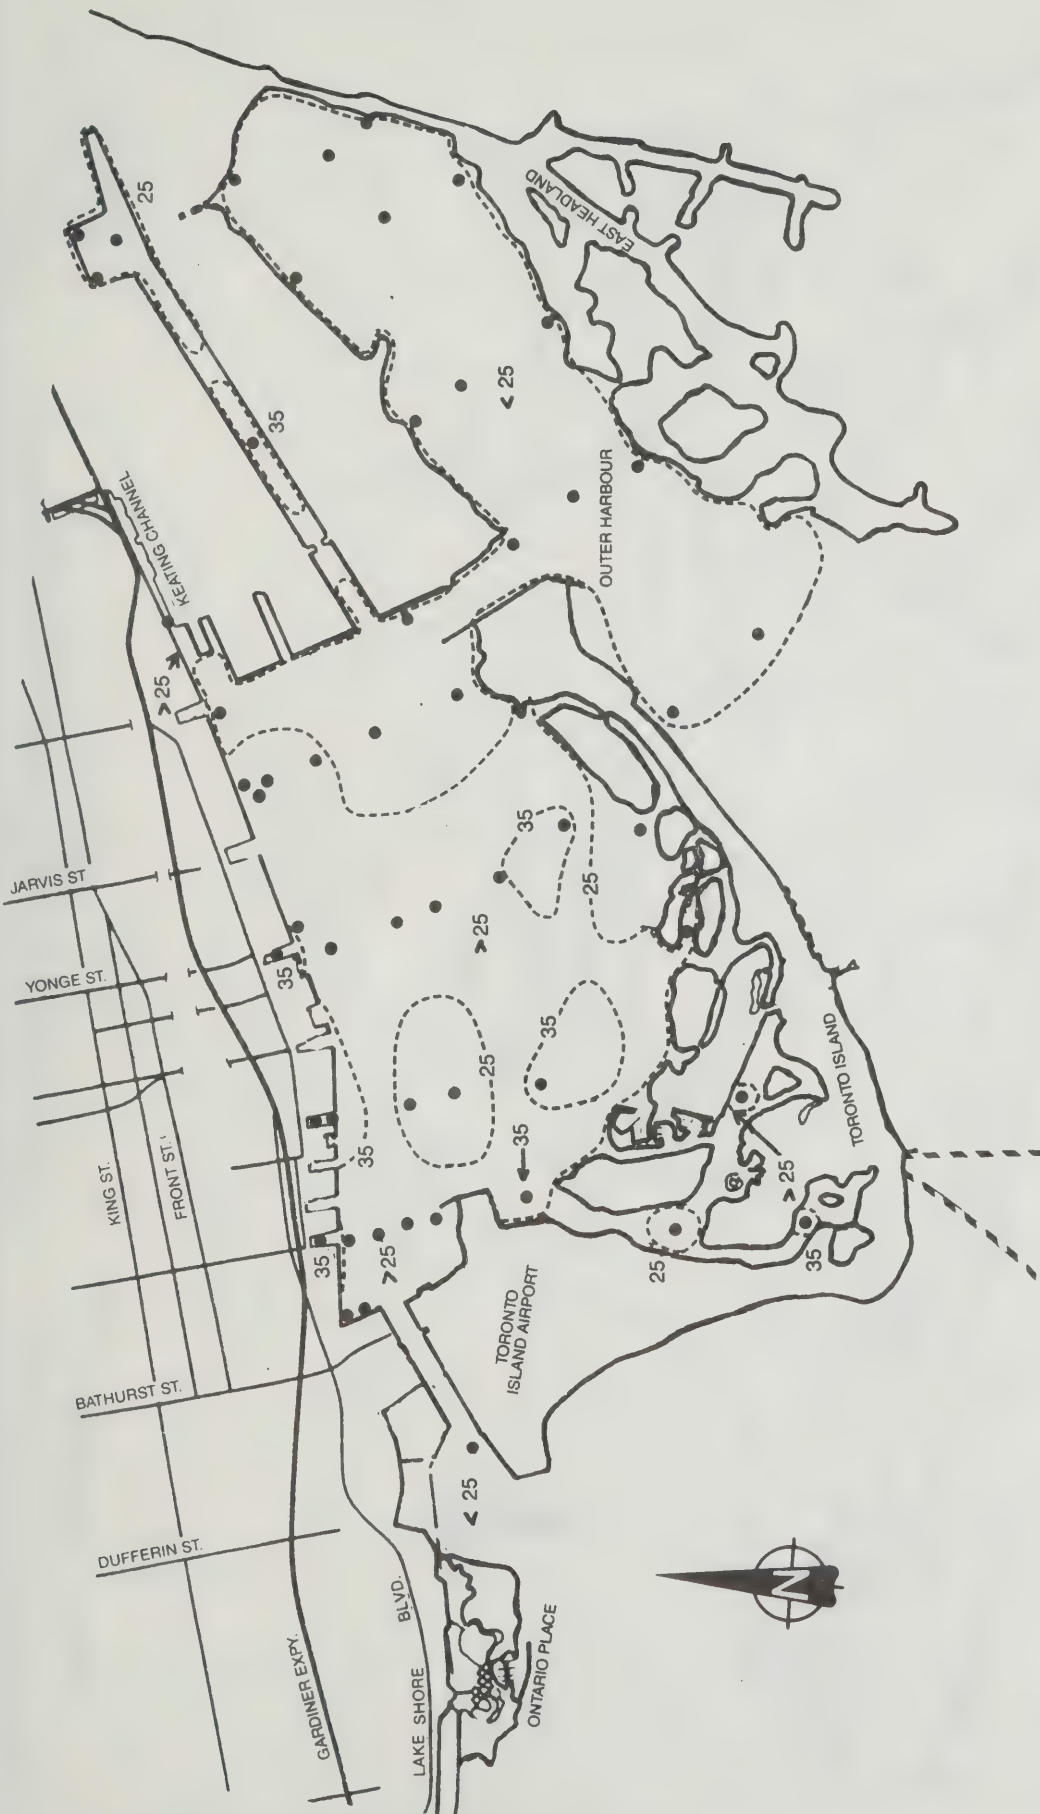 DUFFERIN ST.
BATHURST ST.
YONGE ST.
JARVIS ST
KING ST.
FRONT ST.
GARDINER EXPY.
LAKE SHORE
BLVD.
ONTARIO PLACE
< 25
TORONTO
ISLAND AIRPORT
35
> 25
35
35
25
35
35
> 25
35
25
25
> 25
35
TORONTO ISLAND
> 25
KEATING CHANNEL
35
25
OUTER HARBOUR
< 25
EAST HEADLAND
N